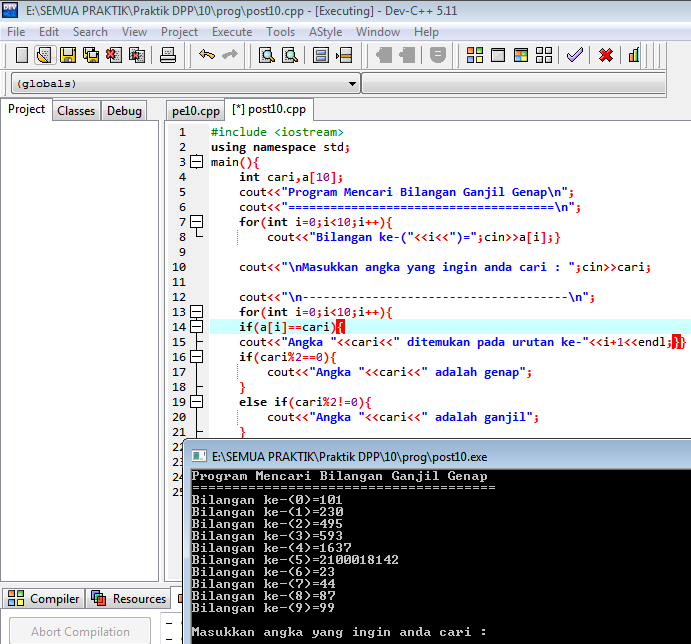 E:\SEMUA PRAKTIK\Praktik DPP\10\prog\post10.cpp - [Executing] - Dev-C++ 5.11
File Edit Search View Project Execute Tools AStyle Window Help
(globals)
Project Classes Debug pe10.cpp [*] post10.cpp
1 #include <iostream>
2 using namespace std;
3 main(){
4 int cari,a[10];
5 cout<<"Program Mencari Bilangan Ganjil Genap\n";
6 cout<<"======================================\n";
7 for(int i=0;i<10;i++){
8 cout<<"Bilangan ke-("<<i<<")=";cin>>a[i];}
9
10 cout<<"\nMasukkan angka yang ingin anda cari : ";cin>>cari;
11
12 cout<<"\n--------------------------------------\n";
13 for(int i=0;i<10;i++){
14 if(a[i]==cari){
15 cout<<"Angka "<<cari<<" ditemukan pada urutan ke-"<<i+1<<endl;}}
16 if(cari%2==0){
17 cout<<"Angka "<<cari<<" adalah genap";
18 }
19 else if(cari%2!=0){
20 cout<<"Angka "<<cari<<" adalah ganjil";
21 }
E:\SEMUA PRAKTIK\Praktik DPP\10\prog\post10.exe
Program Mencari Bilangan Ganjil Genap
======================================
Bilangan ke-(0)=101
Bilangan ke-(1)=230
Bilangan ke-(2)=495
Bilangan ke-(3)=593
Bilangan ke-(4)=1637
Bilangan ke-(5)=2100018142
Bilangan ke-(6)=23
Bilangan ke-(7)=44
Bilangan ke-(8)=87
Bilangan ke-(9)=99
Masukkan angka yang ingin anda cari :
Compiler Resources
Abort Compilation